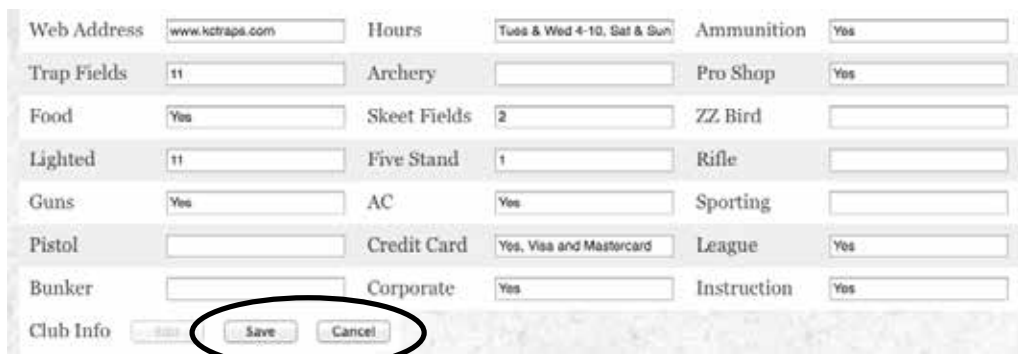 Web Address www.kctraps.com Hours Tues & Wed 4-10, Sat & Sun Ammunition Yes
Trap Fields 11 Archery Pro Shop Yes
Food Yes Skeet Fields 2 ZZ Bird
Lighted 11 Five Stand 1 Rifle
Guns Yes AC Yes Sporting
Pistol Credit Card Yes, Visa and Mastercard League Yes
Bunker Corporate Yes Instruction Yes
Club Info Edit Save Cancel